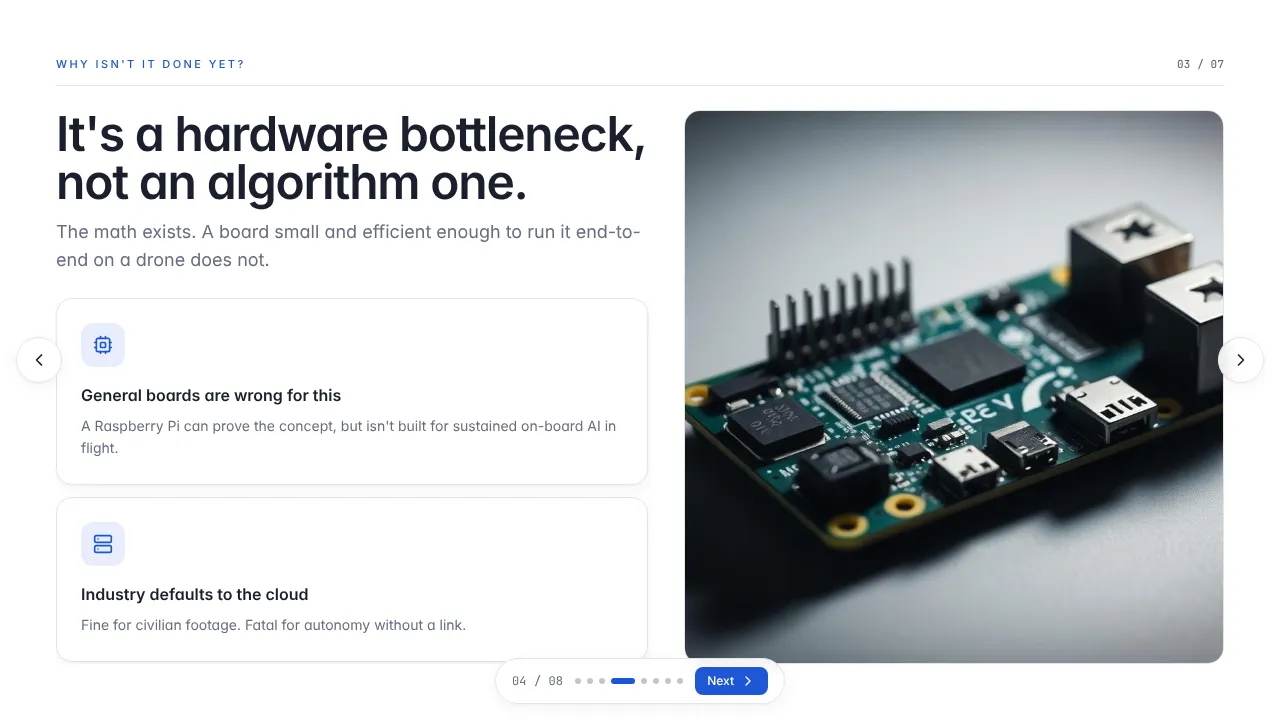 WHY ISN'T IT DONE YET?
03 / 07
It's a hardware bottleneck,
not an algorithm one.
The math exists. A board small and efficient enough to run it end-to-
end on a drone does not.
General boards are wrong for this
A Raspberry Pi can prove the concept, but isn't built for sustained on-board AI in
flight.
Industry defaults to the cloud
Fine for civilian footage. Fatal for autonomy without a link.
04 / 08
Next